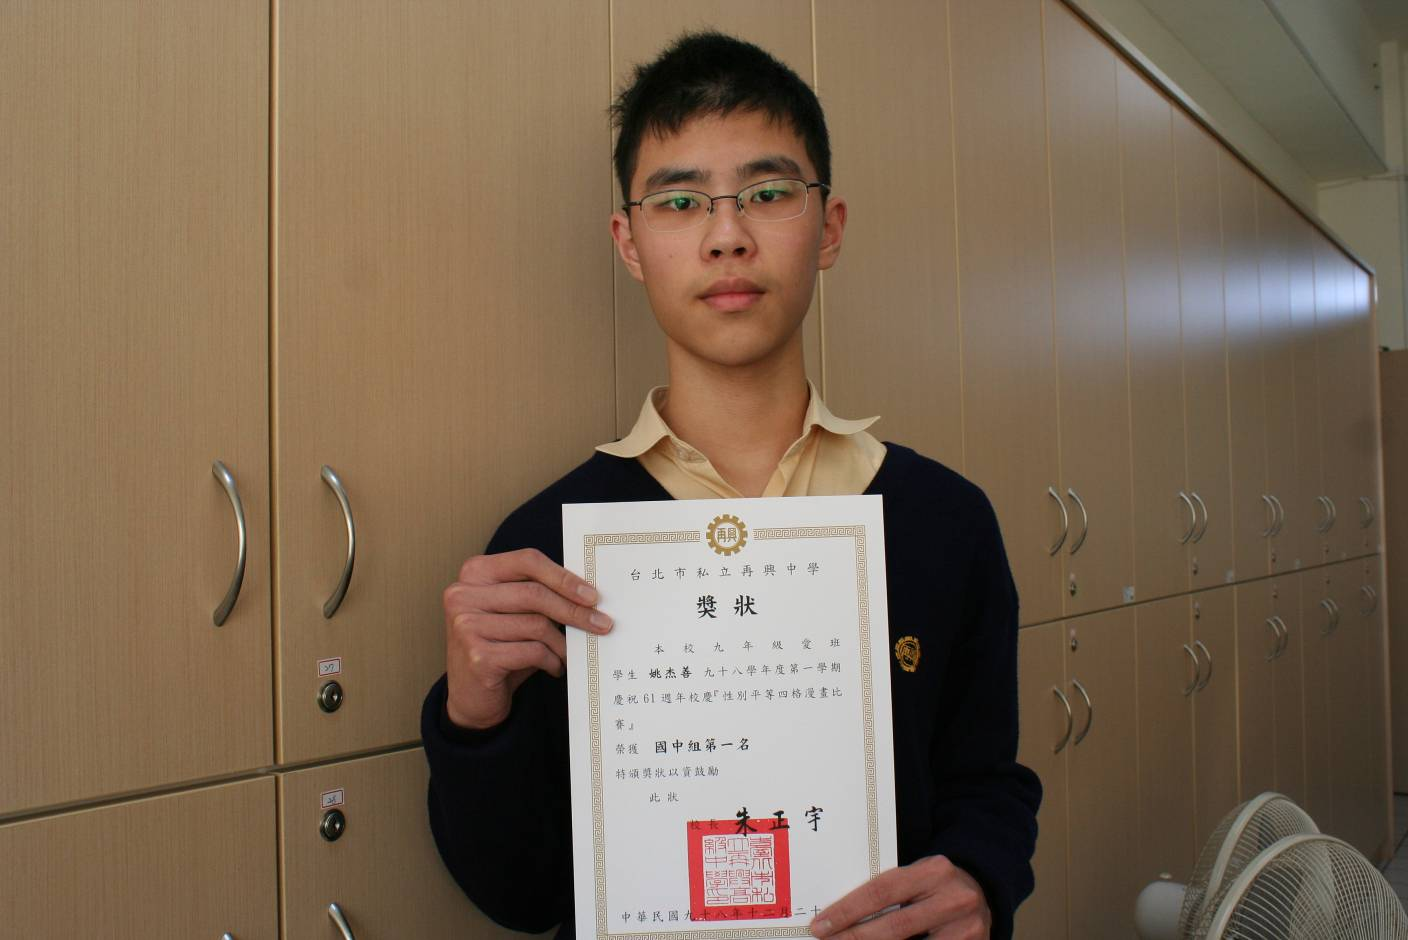 再興
台北市私立再興中學
獎狀
本校九年級愛班
學生 姚杰善 九十八學年度第一學期
慶祝61週年校慶『性別平等四格漫畫比
賽』
榮獲 國中組第一名
特頒獎狀以資鼓勵
此狀
校長 朱正宇
中華民國九十八年十二月二十
27
28